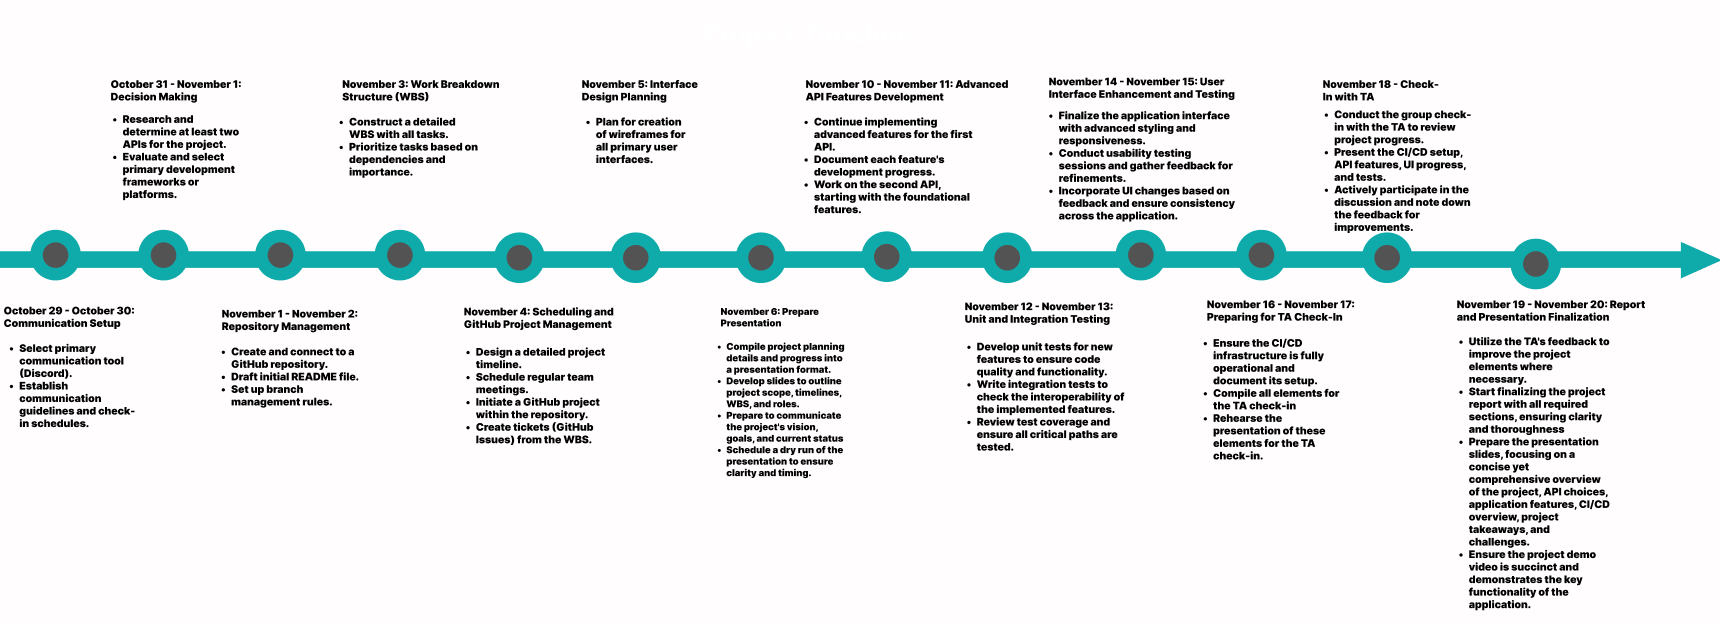 October 31 - November 1:
Decision Making
• Research and
determine at least two
APIs for the project.
• Evaluate and select
primary development
frameworks or
platforms.
November 3: Work Breakdown
Structure (WBS)
• Construct a detailed
WBS with all tasks.
• Prioritize tasks based on
dependencies and
importance.
November 5: Interface
Design Planning
• Plan for creation
of wireframes for
all primary user
interfaces.
November 10 - November 11: Advanced
API Features Development
• Continue implementing
advanced features for the first
API.
• Document each feature's
development progress.
• Work on the second API,
starting with the foundational
features.
November 14 - November 15: User
Interface Enhancement and Testing
• Finalize the application interface
with advanced styling and
responsiveness.
• Conduct usability testing
sessions and gather feedback for
refinements.
• Incorporate UI changes based on
feedback and ensure consistency
across the application.
November 18 - Check-
In with TA
• Conduct the group check-
in with the TA to review
project progress.
• Present the CI/CD setup,
API features, UI progress,
and tests.
• Actively participate in the
discussion and note down
the feedback for
improvements.
October 29 - October 30:
Communication Setup
• Select primary
communication tool
(Discord).
• Establish
communication
guidelines and check-
in schedules.
November 1 - November 2:
Repository Management
• Create and connect to a
GitHub repository.
• Draft initial README file.
• Set up branch
management rules.
November 4: Scheduling and
GitHub Project Management
• Design a detailed project
timeline.
• Schedule regular team
meetings.
• Initiate a GitHub project
within the repository.
• Create tickets (GitHub
Issues) from the WBS.
November 6: Prepare
Presentation
• Compile project planning
details and progress into
a presentation format.
• Develop slides to outline
project scope, timelines,
WBS, and roles.
• Prepare to communicate
the project's vision,
goals, and current status
• Schedule a dry run of the
presentation to ensure
clarity and timing.
November 12 - November 13:
Unit and Integration Testing
• Develop unit tests for new
features to ensure code
quality and functionality.
• Write integration tests to
check the interoperability of
the implemented features.
• Review test coverage and
ensure all critical paths are
tested.
November 16 - November 17:
Preparing for TA Check-In
• Ensure the CI/CD
infrastructure is fully
operational and
document its setup.
• Compile all elements for
the TA check-in
• Rehearse the
presentation of these
elements for the TA
check-in.
November 19 - November 20: Report
and Presentation Finalization
• Utilize the TA's feedback to
improve the project
elements where
necessary.
• Start finalizing the project
report with all required
sections, ensuring clarity
and thoroughness
• Prepare the presentation
slides, focusing on a
concise yet
comprehensive overview
of the project, API choices,
application features, CI/CD
overview, project
takeaways, and
challenges.
• Ensure the project demo
video is succinct and
demonstrates the key
functionality of the
application.